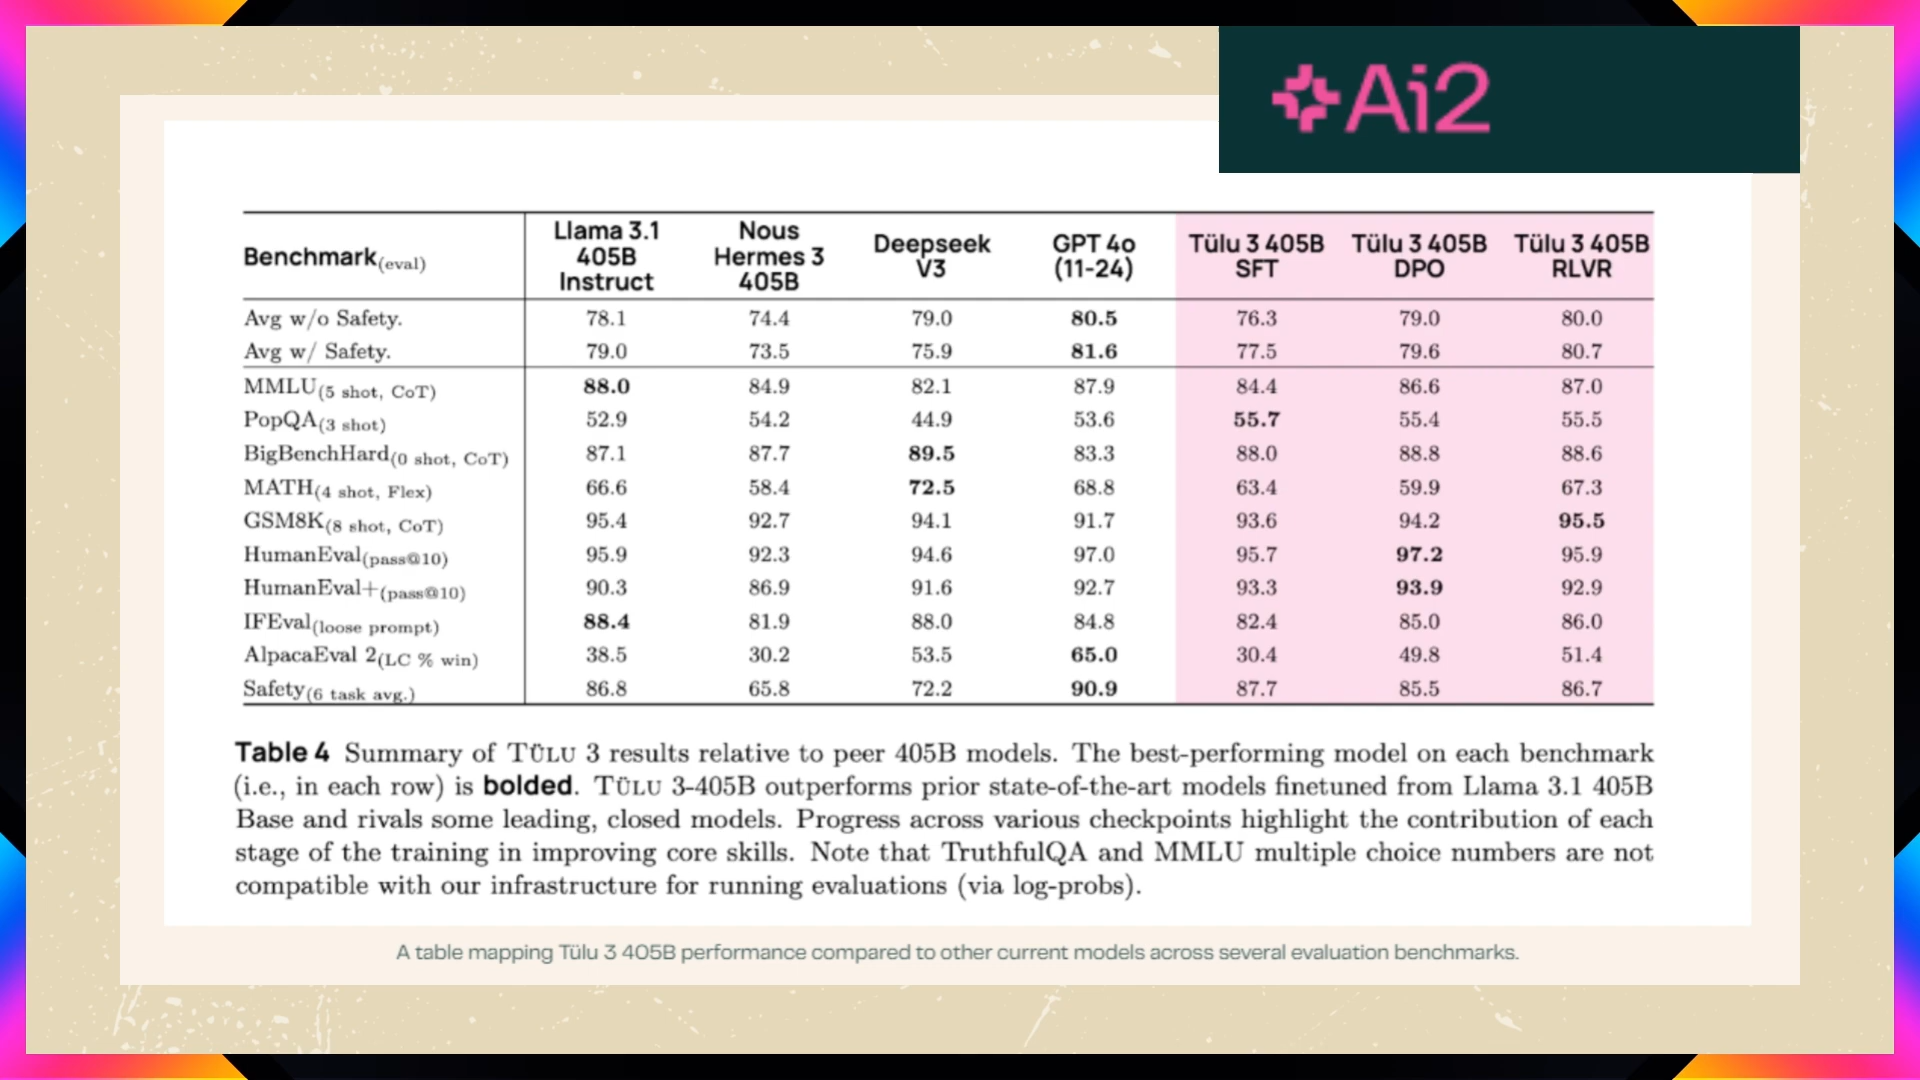 Ai2
Benchmark(eval) Llama 3.1 405B Instruct Nous Hermes 3 405B Deepseek V3 GPT 4o (11-24) Tülu 3 405B SFT Tülu 3 405B DPO Tülu 3 405B RLVR
Avg w/o Safety. 78.1 74.4 79.0 80.5 76.3 79.0 80.0
Avg w/ Safety. 79.0 73.5 75.9 81.6 77.5 79.6 80.7
MMLU(5 shot, CoT) 88.0 84.9 82.1 87.9 84.4 86.6 87.0
PopQA(3 shot) 52.9 54.2 44.9 53.6 55.7 55.4 55.5
BigBenchHard(0 shot, CoT) 87.1 87.7 89.5 83.3 88.0 88.8 88.6
MATH(4 shot, Flex) 66.6 58.4 72.5 68.8 63.4 59.9 67.3
GSM8K(8 shot, CoT) 95.4 92.7 94.1 91.7 93.6 94.2 95.5
HumanEval(pass@10) 95.9 92.3 94.6 97.0 95.7 97.2 95.9
HumanEval+(pass@10) 90.3 86.9 91.6 92.7 93.3 93.9 92.9
IFEval(loose prompt) 88.4 81.9 88.0 84.8 82.4 85.0 86.0
AlpacaEval 2(LC % win) 38.5 30.2 53.5 65.0 30.4 49.8 51.4
Safety(6 task avg.) 86.8 65.8 72.2 90.9 87.7 85.5 86.7
Table 4 Summary of TÜLU 3 results relative to peer 405B models. The best-performing model on each benchmark
(i.e., in each row) is bolded. TÜLU 3-405B outperforms prior state-of-the-art models finetuned from Llama 3.1 405B
Base and rivals some leading, closed models. Progress across various checkpoints highlight the contribution of each
stage of the training in improving core skills. Note that TruthfulQA and MMLU multiple choice numbers are not
compatible with our infrastructure for running evaluations (via log-probs).
A table mapping Tülu 3 405B performance compared to other current models across several evaluation benchmarks.